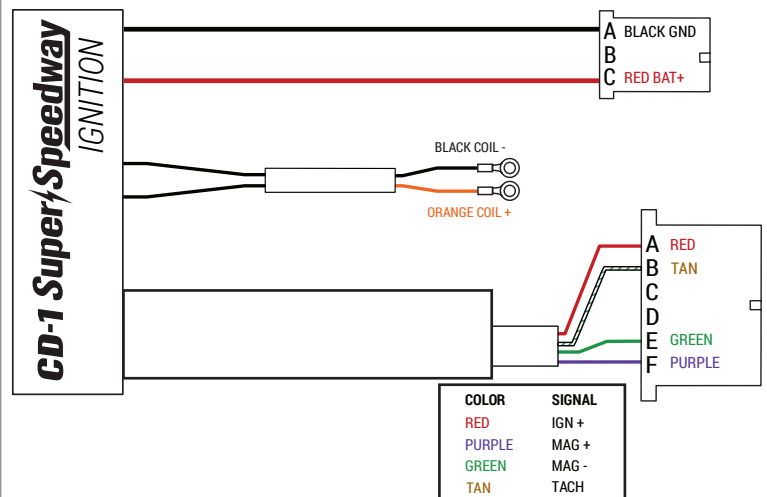 CD-1 Super Speedway
IGNITION
A BLACK GND
B
C RED BAT+
BLACK COIL -
ORANGE COIL +
A RED
B TAN
C
D
E GREEN
F PURPLE
COLOR SIGNAL
RED IGN +
PURPLE MAG +
GREEN MAG -
TAN TACH